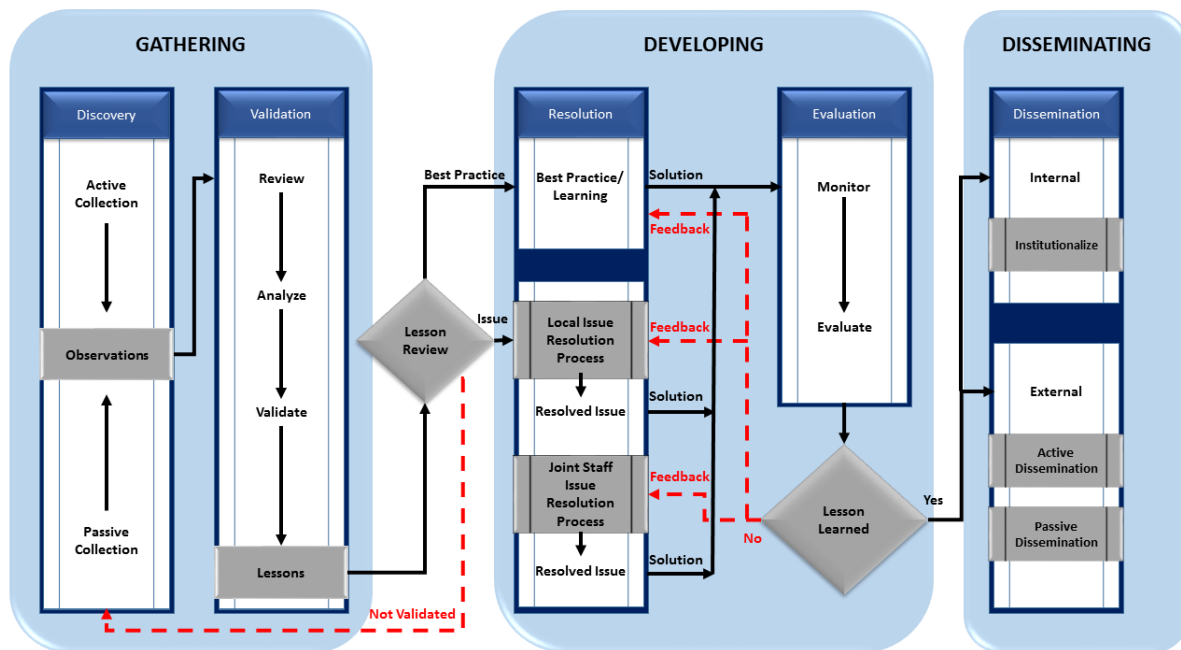 GATHERING
Discovery
Active
Collection
Observations
Passive
Collection
Validation
Review
Analyze
Validate
Lessons
Not Validated
Lesson
Review
Best Practice
Issue
DEVELOPING
Resolution
Best Practice/
Learning
Local Issue
Resolution
Process
Resolved Issue
Joint Staff
Issue
Resolution
Process
Resolved Issue
Solution
Feedback
Feedback
Solution
Feedback
Solution
Evaluation
Monitor
Evaluate
Lesson
Learned
No
Yes
DISSEMINATING
Dissemination
Internal
Institutionalize
External
Active
Dissemination
Passive
Dissemination